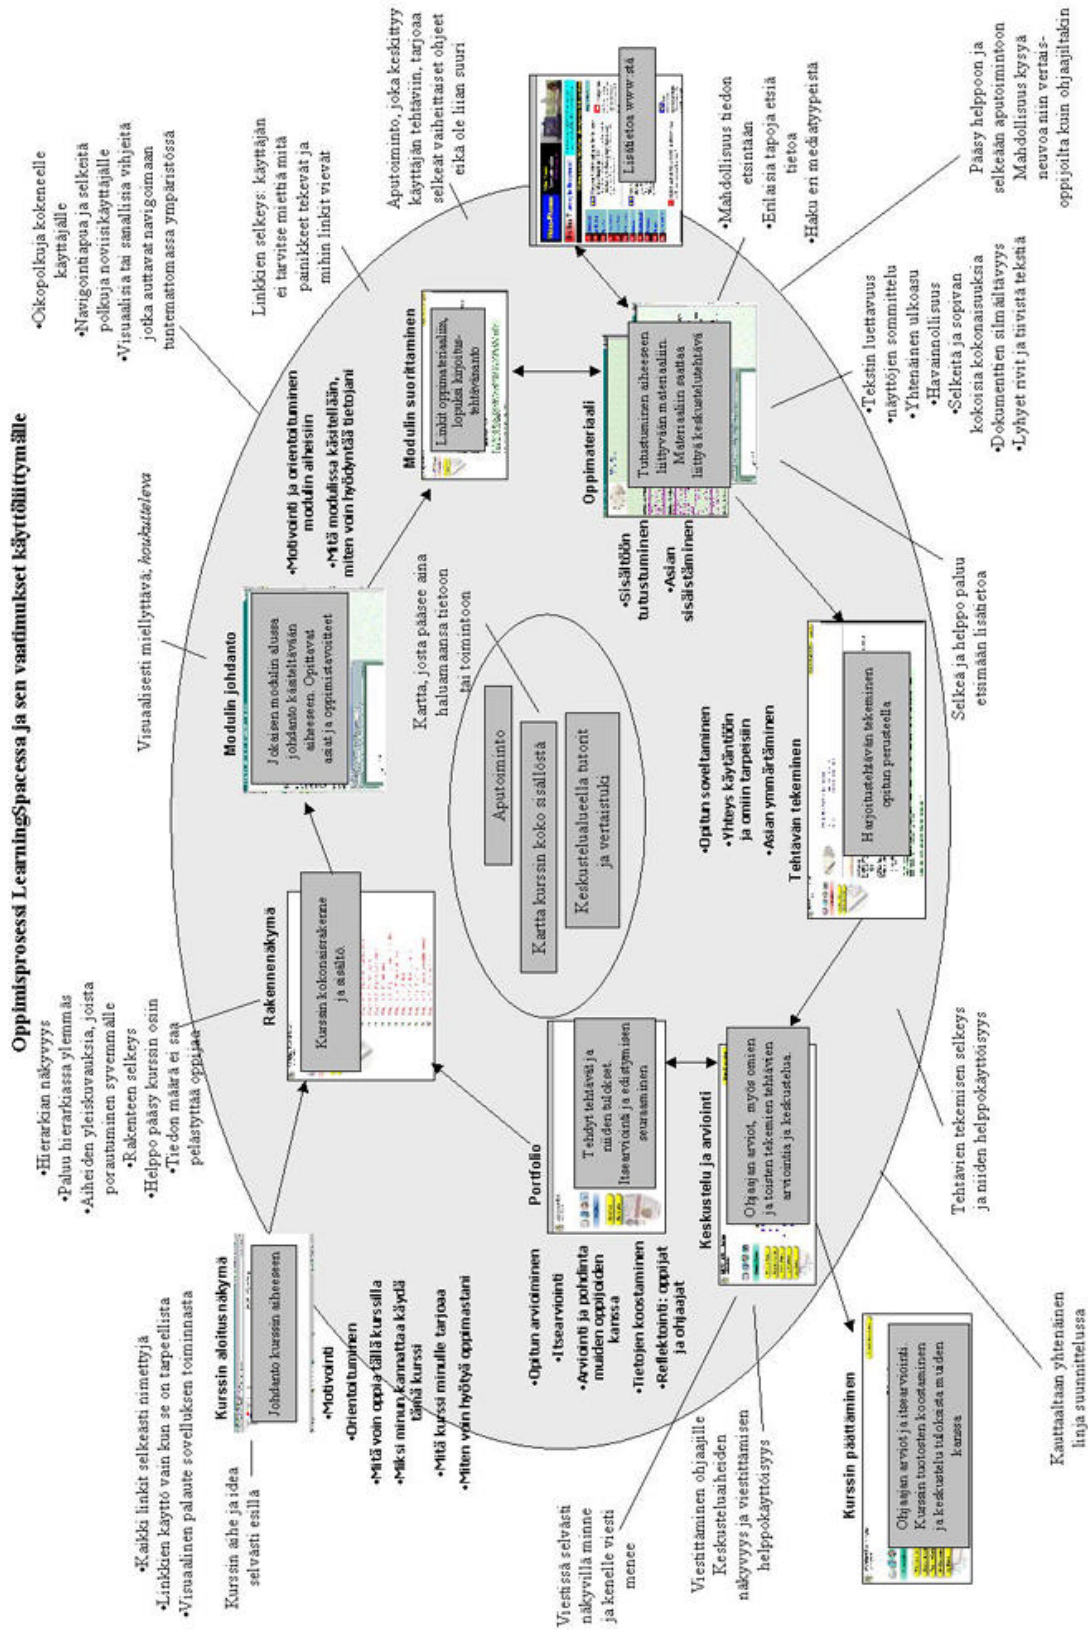 Oppimisprosessi LearningSpacessa ja sen vaatimukset käyttöliittymälle
•Kaikki linkit selkeästi nimettyjä
•Linkkien käyttö vain kun se on tarpeellista
•Visuaalinen palaute sovelluksen toiminnasta
Kurssin aihe ja idea
selvästi esillä
Kurssin aloitusnäkymä
Johdanto kurssin aiheeseen
•Motivointi
•Orientoituminen
•Mitä voin oppia tällä kurssilla
•Miksi minun kannattaa käydä
tämä kurssi
•Mitä kurssi minulle tarjoaa
•Miten voin hyötyä oppimastani
•Hierarkian näkyvyys
•Paluu hierarkiassa ylemmäs
•Aiheiden yleiskuvauksia, joista
porautuminen syvemmälle
•Rakenteen selkeys
•Helppo pääsy kurssin osiin
•Tiedon määrä ei saa
pelästyttää oppijaa
Rakennenäkymä
Kurssin kokonaisrakenne
ja sisältö.
Visuaalisesti miellyttävä; houkutteleva
Modulin johdanto
Jokaisen modulin alussa
johdanto käsiteltävään
aiheeseen. Opittavat
asiat ja oppimistavoitteet
•Motivointi ja orientoituminen
modulin aiheisiin
•Mitä modulissa käsitellään,
miten voin hyödyntää tietojani
•Oikopolkuja kokeneelle
käyttäjälle
•Navigointiapua ja selkeitä
polkuja noviisikäyttäjälle
•Visuaalisia tai sanallisia vihjeitä
jotka auttavat navigoimaan
tuntemattomassa ympäristössä
Linkkien selkeys: käyttäjän
ei tarvitse miettiä mitä
painikkeet tekevät ja
mihin linkit vievät
Aputoiminto, joka keskittyy
käyttäjän tehtäviin, tarjoaa
selkeät vaiheittaiset ohjeet
eikä ole liian suuri
Modulin suorittaminen
Linkit oppimateriaaliin,
lopuksi kirjoitus-
tehtävänanto
Lisätietoa www:stä
•Mahdollisuus tiedon
etsintään
•Erilaisia tapoja etsiä
tietoa
•Haku eri mediatyypeistä
Oppimateriaali
Tutustuminen aiheeseen
liittyvään materiaaliin.
Materiaaliin saattaa
liittyä keskustelutehtävä
•Sisältöön
tutustuminen
•Asian
sisäistäminen
Kartta, josta pääsee aina
haluamaansa tietoon
tai toimintoon
Aputoiminto
Kartta kurssin koko sisällöstä
Keskustelualueella tutorit
ja vertaistuki
Portfolio
Tehdyt tehtävät ja
niiden tulokset.
Itsearviointi ja edistymisen
seuraaminen
•Opitun arvioiminen
•Itsearviointi
•Arviointi ja pohdinta
muiden oppijoiden
kanssa
•Tietojen koostaminen
•Reflektointi: oppijat
ja ohjaajat
Keskustelu ja arviointi
Ohjaajan arviot, myös omien
ja toisten tekemien tehtävien
arviointia ja keskustelua.
•Opitun soveltaminen
•Yhteys käytäntöön
ja omiin tarpeisiin
•Asian ymmärtäminen
Tehtävän tekeminen
Harjoitustehtävän tekeminen
opitun perusteella
Pääsy helppoon ja
selkeään aputoimintoon
Mahdollisuus kysyä
neuvoa niin vertais-
oppijoilta kuin ohjaajiltakin
•Tekstin luettavuus
•näyttöjen sommittelu
•Yhtenäinen ulkoasu
•Havainnollisuus
•Selkeitä ja sopivan
kokoisia kokonaisuuksia
•Dokumenttien silmäiltävyys
•Lyhyet rivit ja tiivistä tekstiä
Selkeä ja helppo paluu
etsimään lisätietoa
Tehtävien tekemisen selkeys
ja niiden helppokäyttöisyys
Viestissä selvästi
näkyvillä minne
ja kenelle viesti
menee
Viestittäminen ohjaajille
Keskusteluaiheiden
näkyvyys ja viestittämisen
helppokäyttöisyys
Kurssin päättäminen
Ohjaajan arviot ja itsearviointi.
Kurssin tuotosten koostaminen
ja keskustelu tuloksista muiden
kanssa
Kauttaaltaan yhtenäinen
linja suunnittelussa